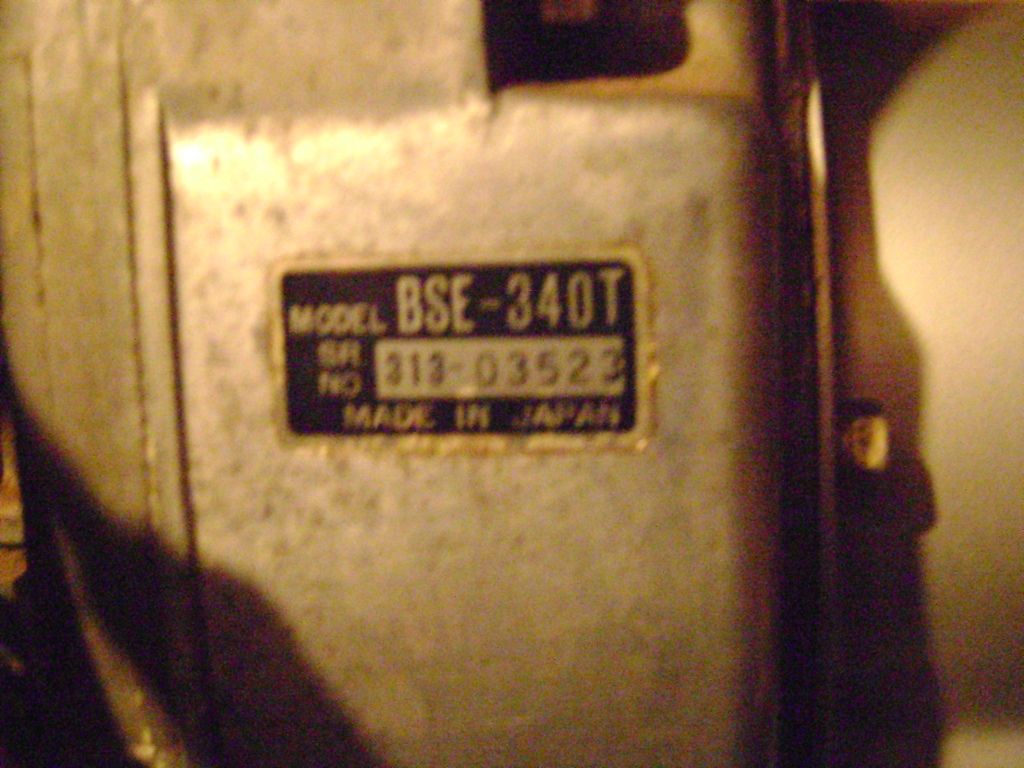 MODEL BSE-340T
SR NO 313-03523
MADE IN JAPAN